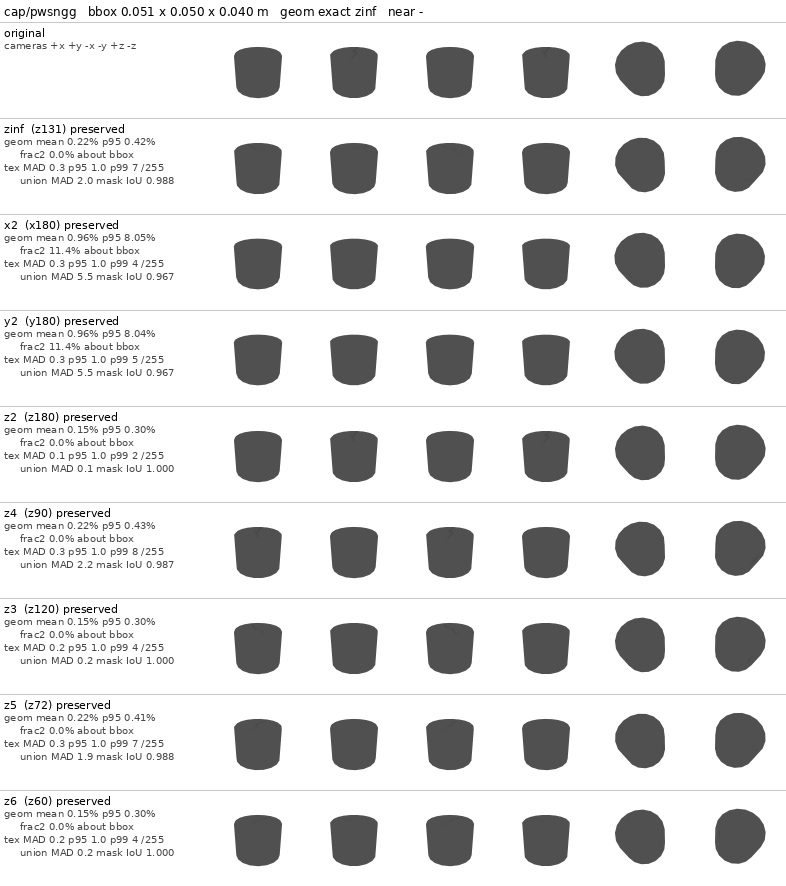 cap/pwsngg bbox 0.051 x 0.050 x 0.040 m geom exact zinf near -
original
cameras +x +y -x -y +z -z
zinf (z131) preserved
geom mean 0.22% p95 0.42%
frac2 0.0% about bbox
tex MAD 0.3 p95 1.0 p99 7 /255
union MAD 2.0 mask IoU 0.988
x2 (x180) preserved
geom mean 0.96% p95 8.05%
frac2 11.4% about bbox
tex MAD 0.3 p95 1.0 p99 4 /255
union MAD 5.5 mask IoU 0.967
y2 (y180) preserved
geom mean 0.96% p95 8.04%
frac2 11.4% about bbox
tex MAD 0.3 p95 1.0 p99 5 /255
union MAD 5.5 mask IoU 0.967
z2 (z180) preserved
geom mean 0.15% p95 0.30%
frac2 0.0% about bbox
tex MAD 0.1 p95 1.0 p99 2 /255
union MAD 0.1 mask IoU 1.000
z4 (z90) preserved
geom mean 0.22% p95 0.43%
frac2 0.0% about bbox
tex MAD 0.3 p95 1.0 p99 8 /255
union MAD 2.2 mask IoU 0.987
z3 (z120) preserved
geom mean 0.15% p95 0.30%
frac2 0.0% about bbox
tex MAD 0.2 p95 1.0 p99 4 /255
union MAD 0.2 mask IoU 1.000
z5 (z72) preserved
geom mean 0.22% p95 0.41%
frac2 0.0% about bbox
tex MAD 0.3 p95 1.0 p99 7 /255
union MAD 1.9 mask IoU 0.988
z6 (z60) preserved
geom mean 0.15% p95 0.30%
frac2 0.0% about bbox
tex MAD 0.2 p95 1.0 p99 4 /255
union MAD 0.2 mask IoU 1.000